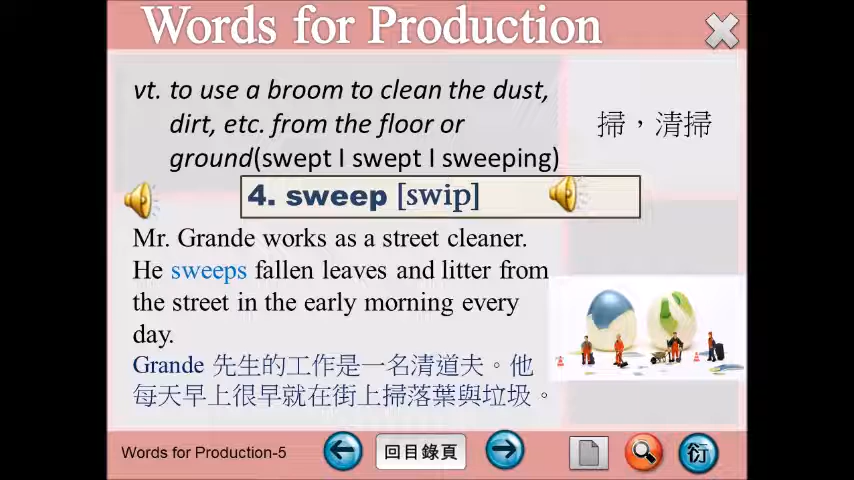 Words for Production
vt. to use a broom to clean the dust,
dirt, etc. from the floor or
ground(swept I swept I sweeping)
掃，清掃
4. sweep [swip]
Mr. Grande works as a street cleaner.
He sweeps fallen leaves and litter from
the street in the early morning every
day.
Grande 先生的工作是一名清道夫。他
每天早上很早就在街上掃落葉與垃圾。
Words for Production-5
回目錄頁
衍